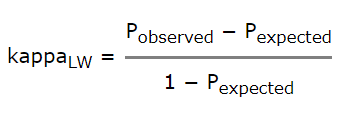 kappaLW = Pobserved − Pexpected
1 − Pexpected